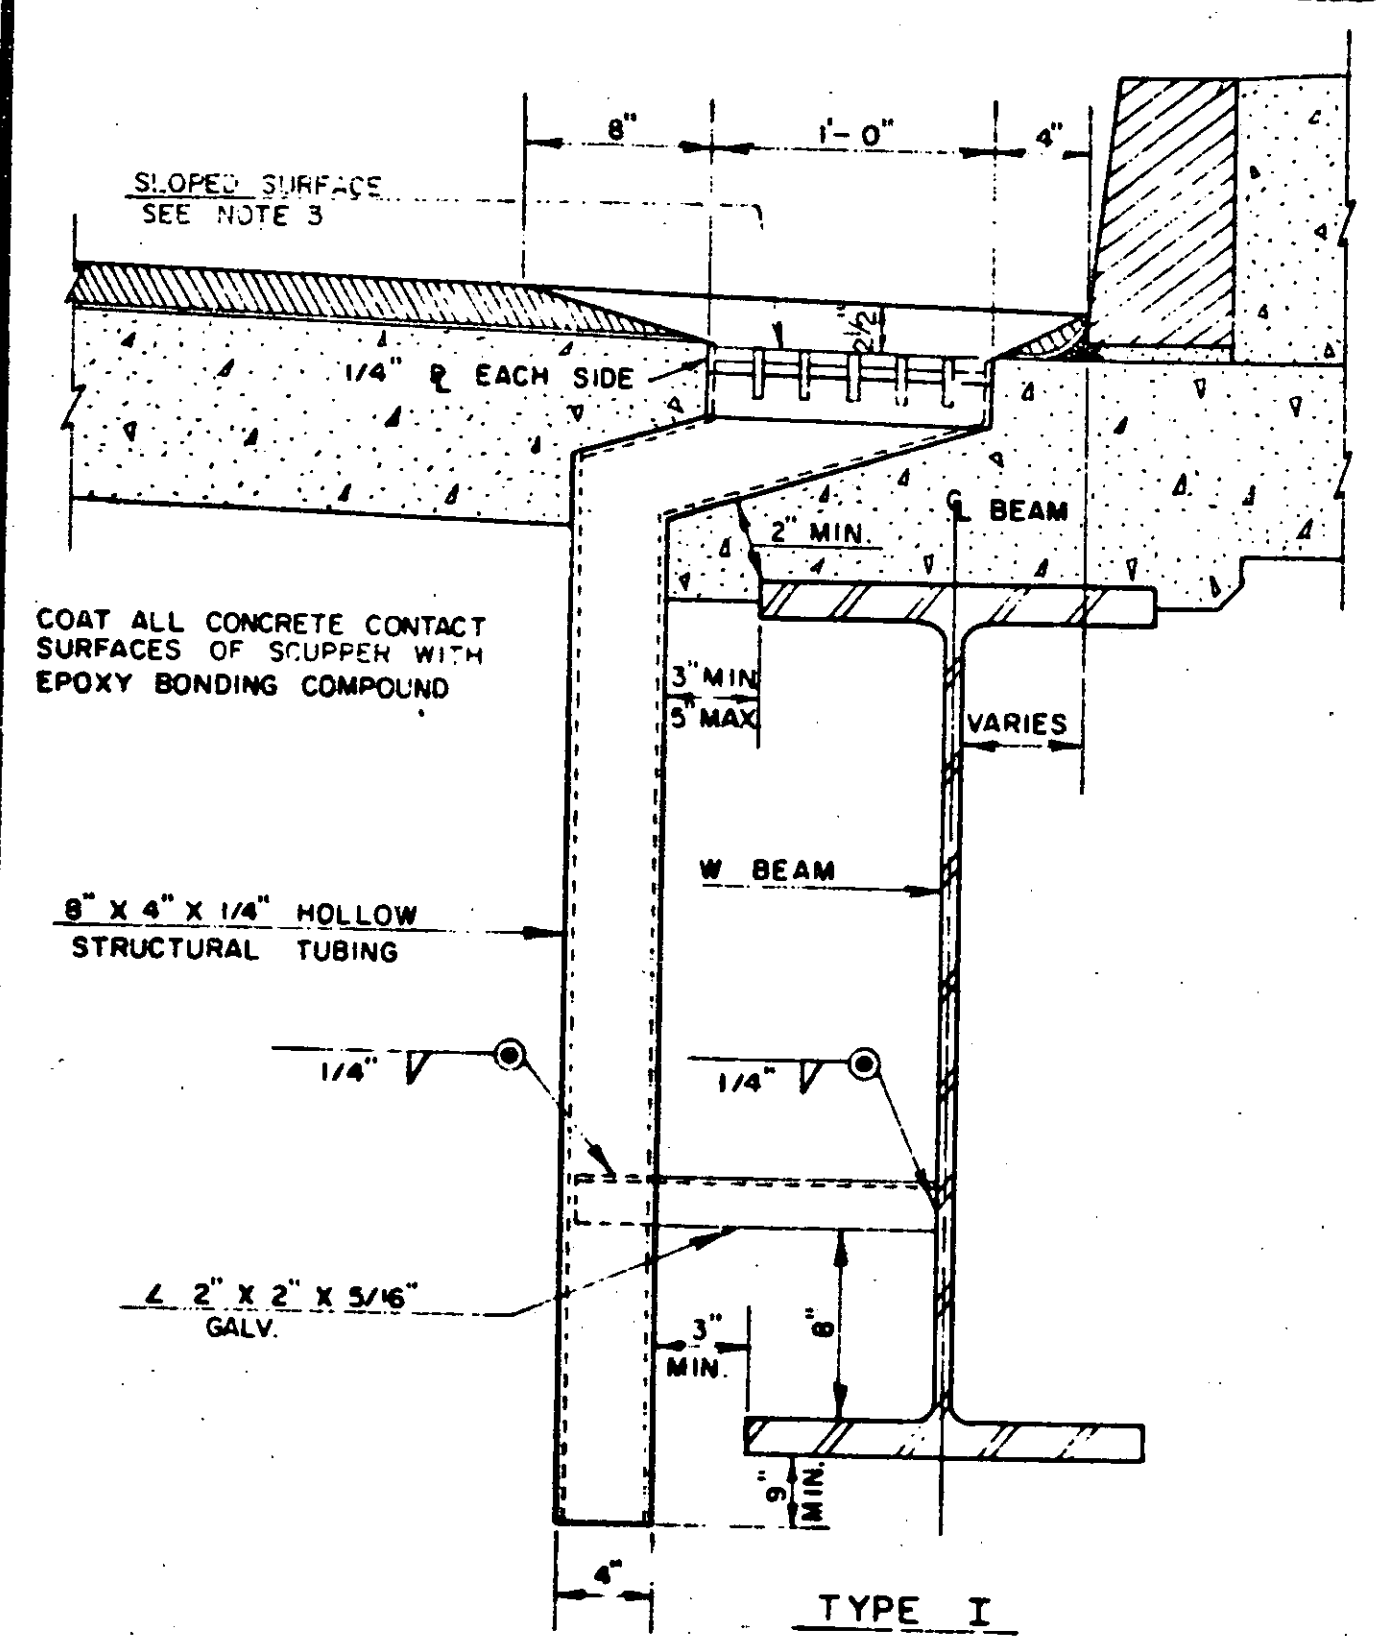 8" 1'-0" 4"
SLOPED SURFACE
SEE NOTE 3
2 1/2"
1/4" ℄ EACH SIDE
℄ BEAM
2" MIN.
COAT ALL CONCRETE CONTACT
SURFACES OF SCUPPER WITH
EPOXY BONDING COMPOUND
3" MIN
5" MAX
VARIES
W BEAM
8" X 4" X 1/4" HOLLOW
STRUCTURAL TUBING
1/4" 1/4"
∠ 2" X 2" X 5/16"
GALV.
3"
MIN.
8"
9"
MIN.
4"
TYPE I